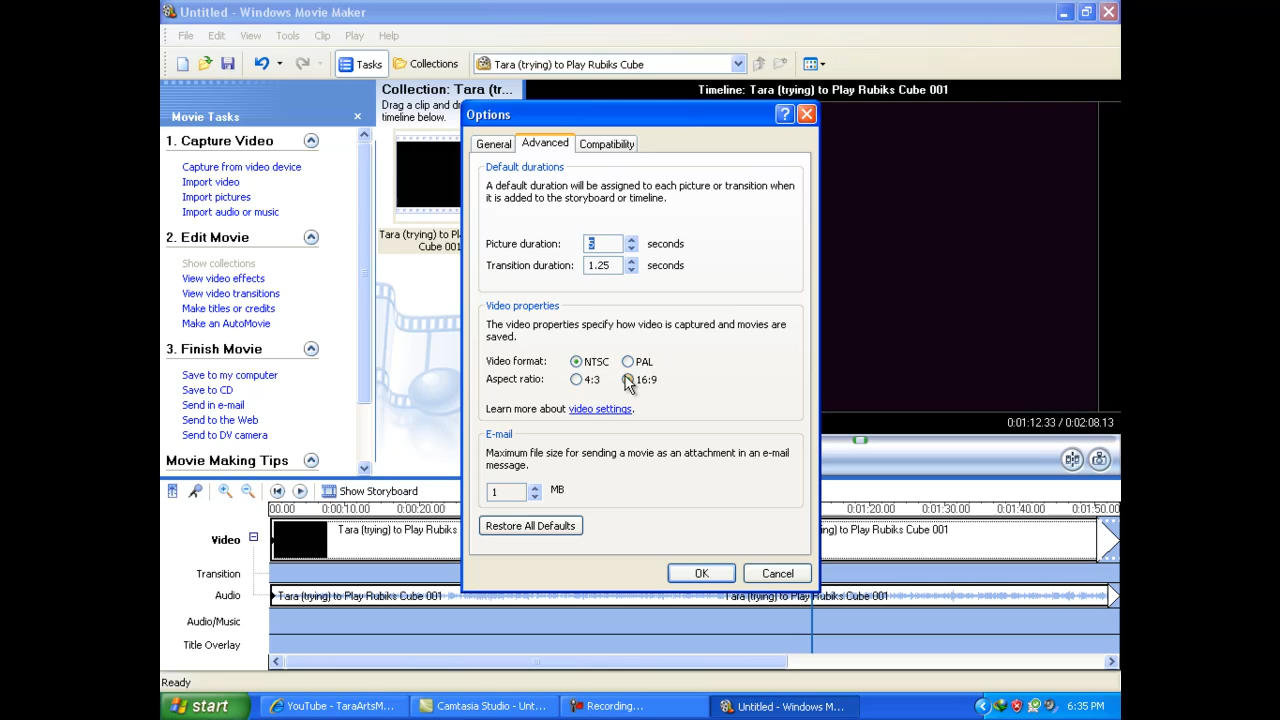 Untitled - Windows Movie Maker
File Edit View Tools Clip Play Help
Tasks Collections Tara (trying) to Play Rubiks Cube
Movie Tasks
1. Capture Video
Capture from video device
Import video
Import pictures
Import audio or music
2. Edit Movie
Show collections
View video effects
View video transitions
Make titles or credits
Make an AutoMovie
3. Finish Movie
Save to my computer
Save to CD
Send in e-mail
Send to the Web
Send to DV camera
Movie Making Tips
Collection: Tara (tr...
Drag a clip and d
timeline below.
Tara (trying) to Pl
Cube 001
Timeline: Tara (trying) to Play Rubiks Cube 001
0:01:12.33 / 0:02:08.13
Options
General Advanced Compatibility
Default durations
A default duration will be assigned to each picture or transition when
it is added to the storyboard or timeline.
Picture duration: 5 seconds
Transition duration: 1.25 seconds
Video properties
The video properties specify how video is captured and movies are
saved.
Video format: NTSC PAL
Aspect ratio: 4:3 16:9
Learn more about video settings.
E-mail
Maximum file size for sending a movie as an attachment in an e-mail
message.
1 MB
Restore All Defaults
OK Cancel
Show Storyboard
00.00 0:00:10.00 0:00:20.00 0:01:20.00 0:01:30.00 0:01:40.00 0:01:50.00
Video
Tara (trying) to Play Rubiks Tara (trying) to Play Rubiks Cube 001
Transition
Audio
Tara (trying) to Play Rubiks Cube 001 Tara (trying) to Play Rubiks Cube 001
Audio/Music
Title Overlay
Ready
start YouTube - TaraArtsM... Camtasia Studio - Unt... Recording... Untitled - Windows M... 6:35 PM